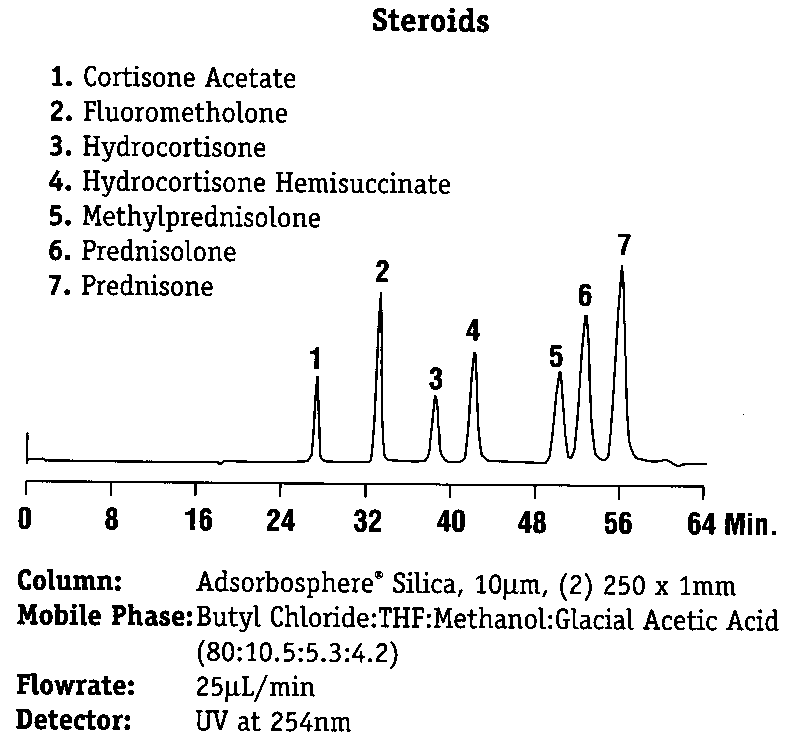 Steroids
1. Cortisone Acetate
2. Fluorometholone
3. Hydrocortisone
4. Hydrocortisone Hemisuccinate
5. Methylprednisolone
6. Prednisolone
7. Prednisone
1
2
3
4
5
6
7
0 8 16 24 32 40 48 56 64 Min.
Column: Adsorbosphere® Silica, 10µm, (2) 250 x 1mm
Mobile Phase: Butyl Chloride:THF:Methanol:Glacial Acetic Acid
(80:10.5:5.3:4.2)
Flowrate: 25µL/min
Detector: UV at 254nm